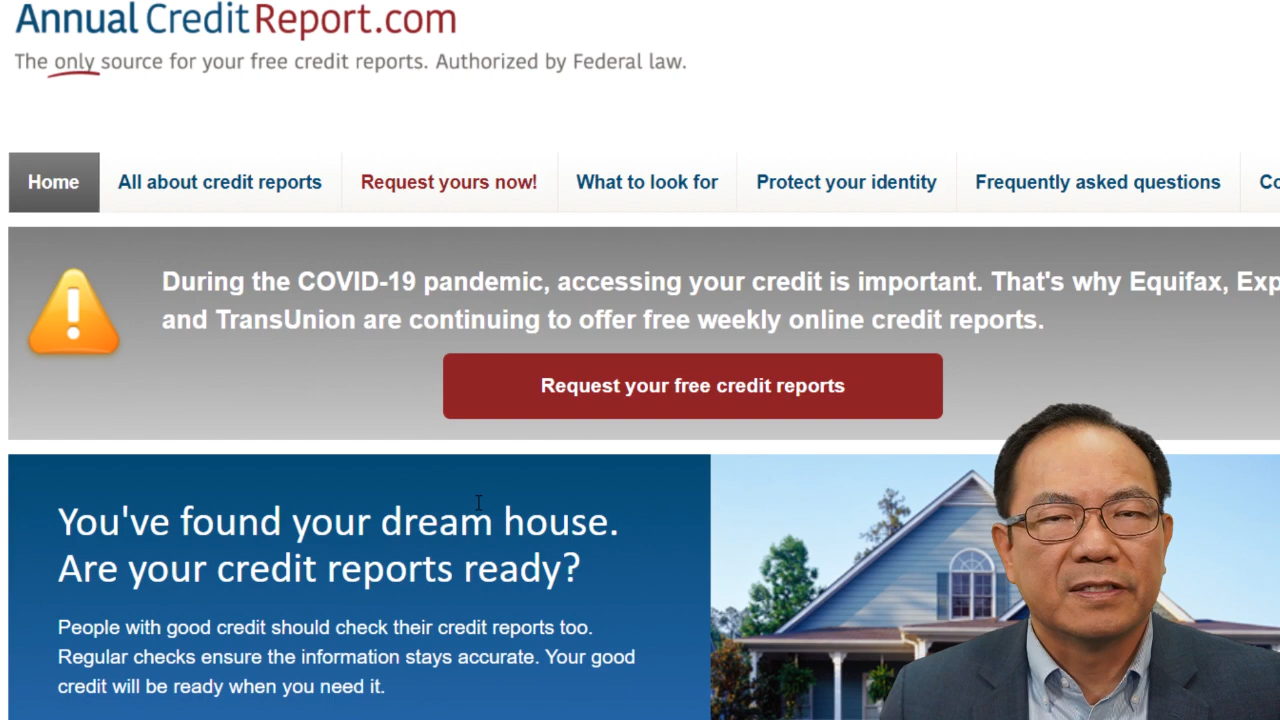 AnnualCreditReport.com
The only source for your free credit reports. Authorized by Federal law.
Home
All about credit reports
Request yours now!
What to look for
Protect your identity
Frequently asked questions
Co
During the COVID-19 pandemic, accessing your credit is important. That's why Equifax, Exp
and TransUnion are continuing to offer free weekly online credit reports.
Request your free credit reports
You've found your dream house.
Are your credit reports ready?
People with good credit should check their credit reports too.
Regular checks ensure the information stays accurate. Your good
credit will be ready when you need it.